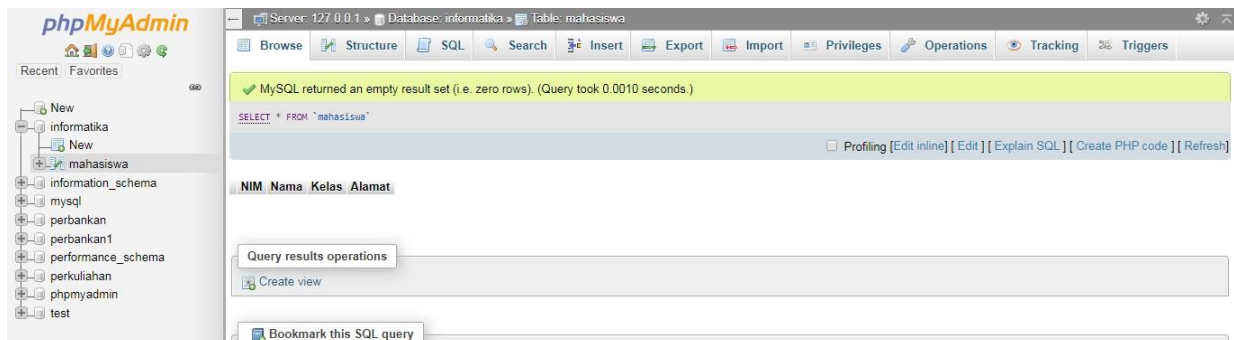 phpMyAdmin
Recent Favorites
New
informatika
New
mahasiswa
information_schema
mysql
perbankan
perbankan1
performance_schema
perkuliahan
phpmyadmin
test
Server: 127.0.0.1 » Database: informatika » Table: mahasiswa
Browse Structure SQL Search Insert Export Import Privileges Operations Tracking Triggers
MySQL returned an empty result set (i.e. zero rows). (Query took 0.0010 seconds.)
SELECT * FROM `mahasiswa`
Profiling [Edit inline] [ Edit ] [ Explain SQL ] [ Create PHP code ] [ Refresh]
NIM Nama Kelas Alamat
Query results operations
Create view
Bookmark this SQL query